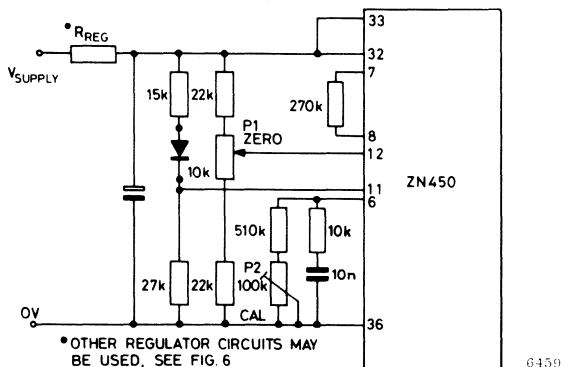 33
• RREG
32
VSUPPLY
7
15k
22k
270k
P1
ZERO
8
12
10k
11
ZN450
6
510k
10k
27k
22k
P2
100k
10n
0V
CAL
36
• OTHER REGULATOR CIRCUITS MAY
BE USED, SEE FIG. 6
6459